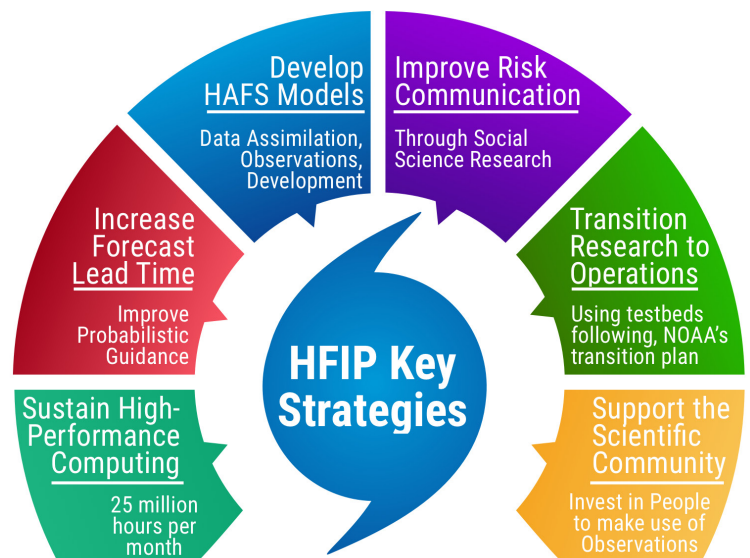 Develop
HAFS Models
Data Assimilation,
Observations,
Development
Improve Risk
Communication
Through Social
Science Research
Increase
Forecast
Lead Time
Improve
Probabilistic
Guidance
Transition
Research to
Operations
Using testbeds
following, NOAA's
transition plan
HFIP Key
Strategies
Sustain High-
Performance
Computing
25 million
hours per
month
Support the
Scientific
Community
Invest in People
to make use of
Observations